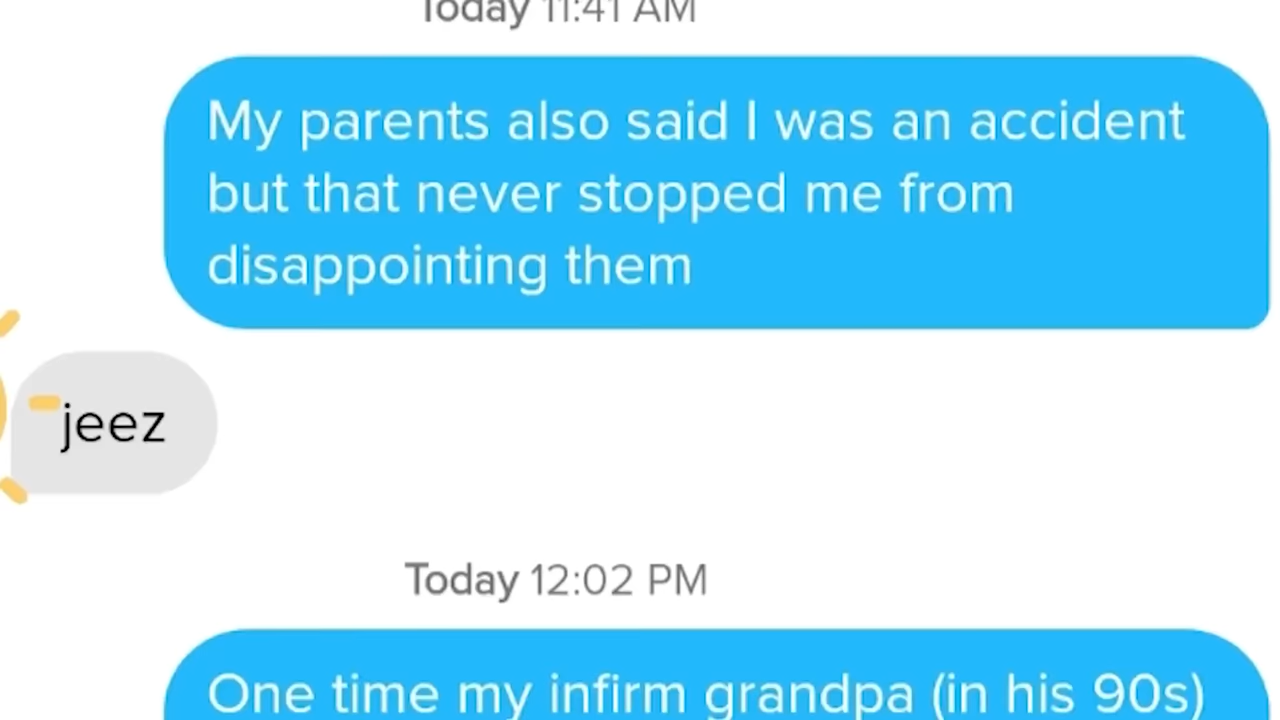 Today 11:41 AM
My parents also said I was an accident
but that never stopped me from
disappointing them
jeez
Today 12:02 PM
One time my infirm grandpa (in his 90s)